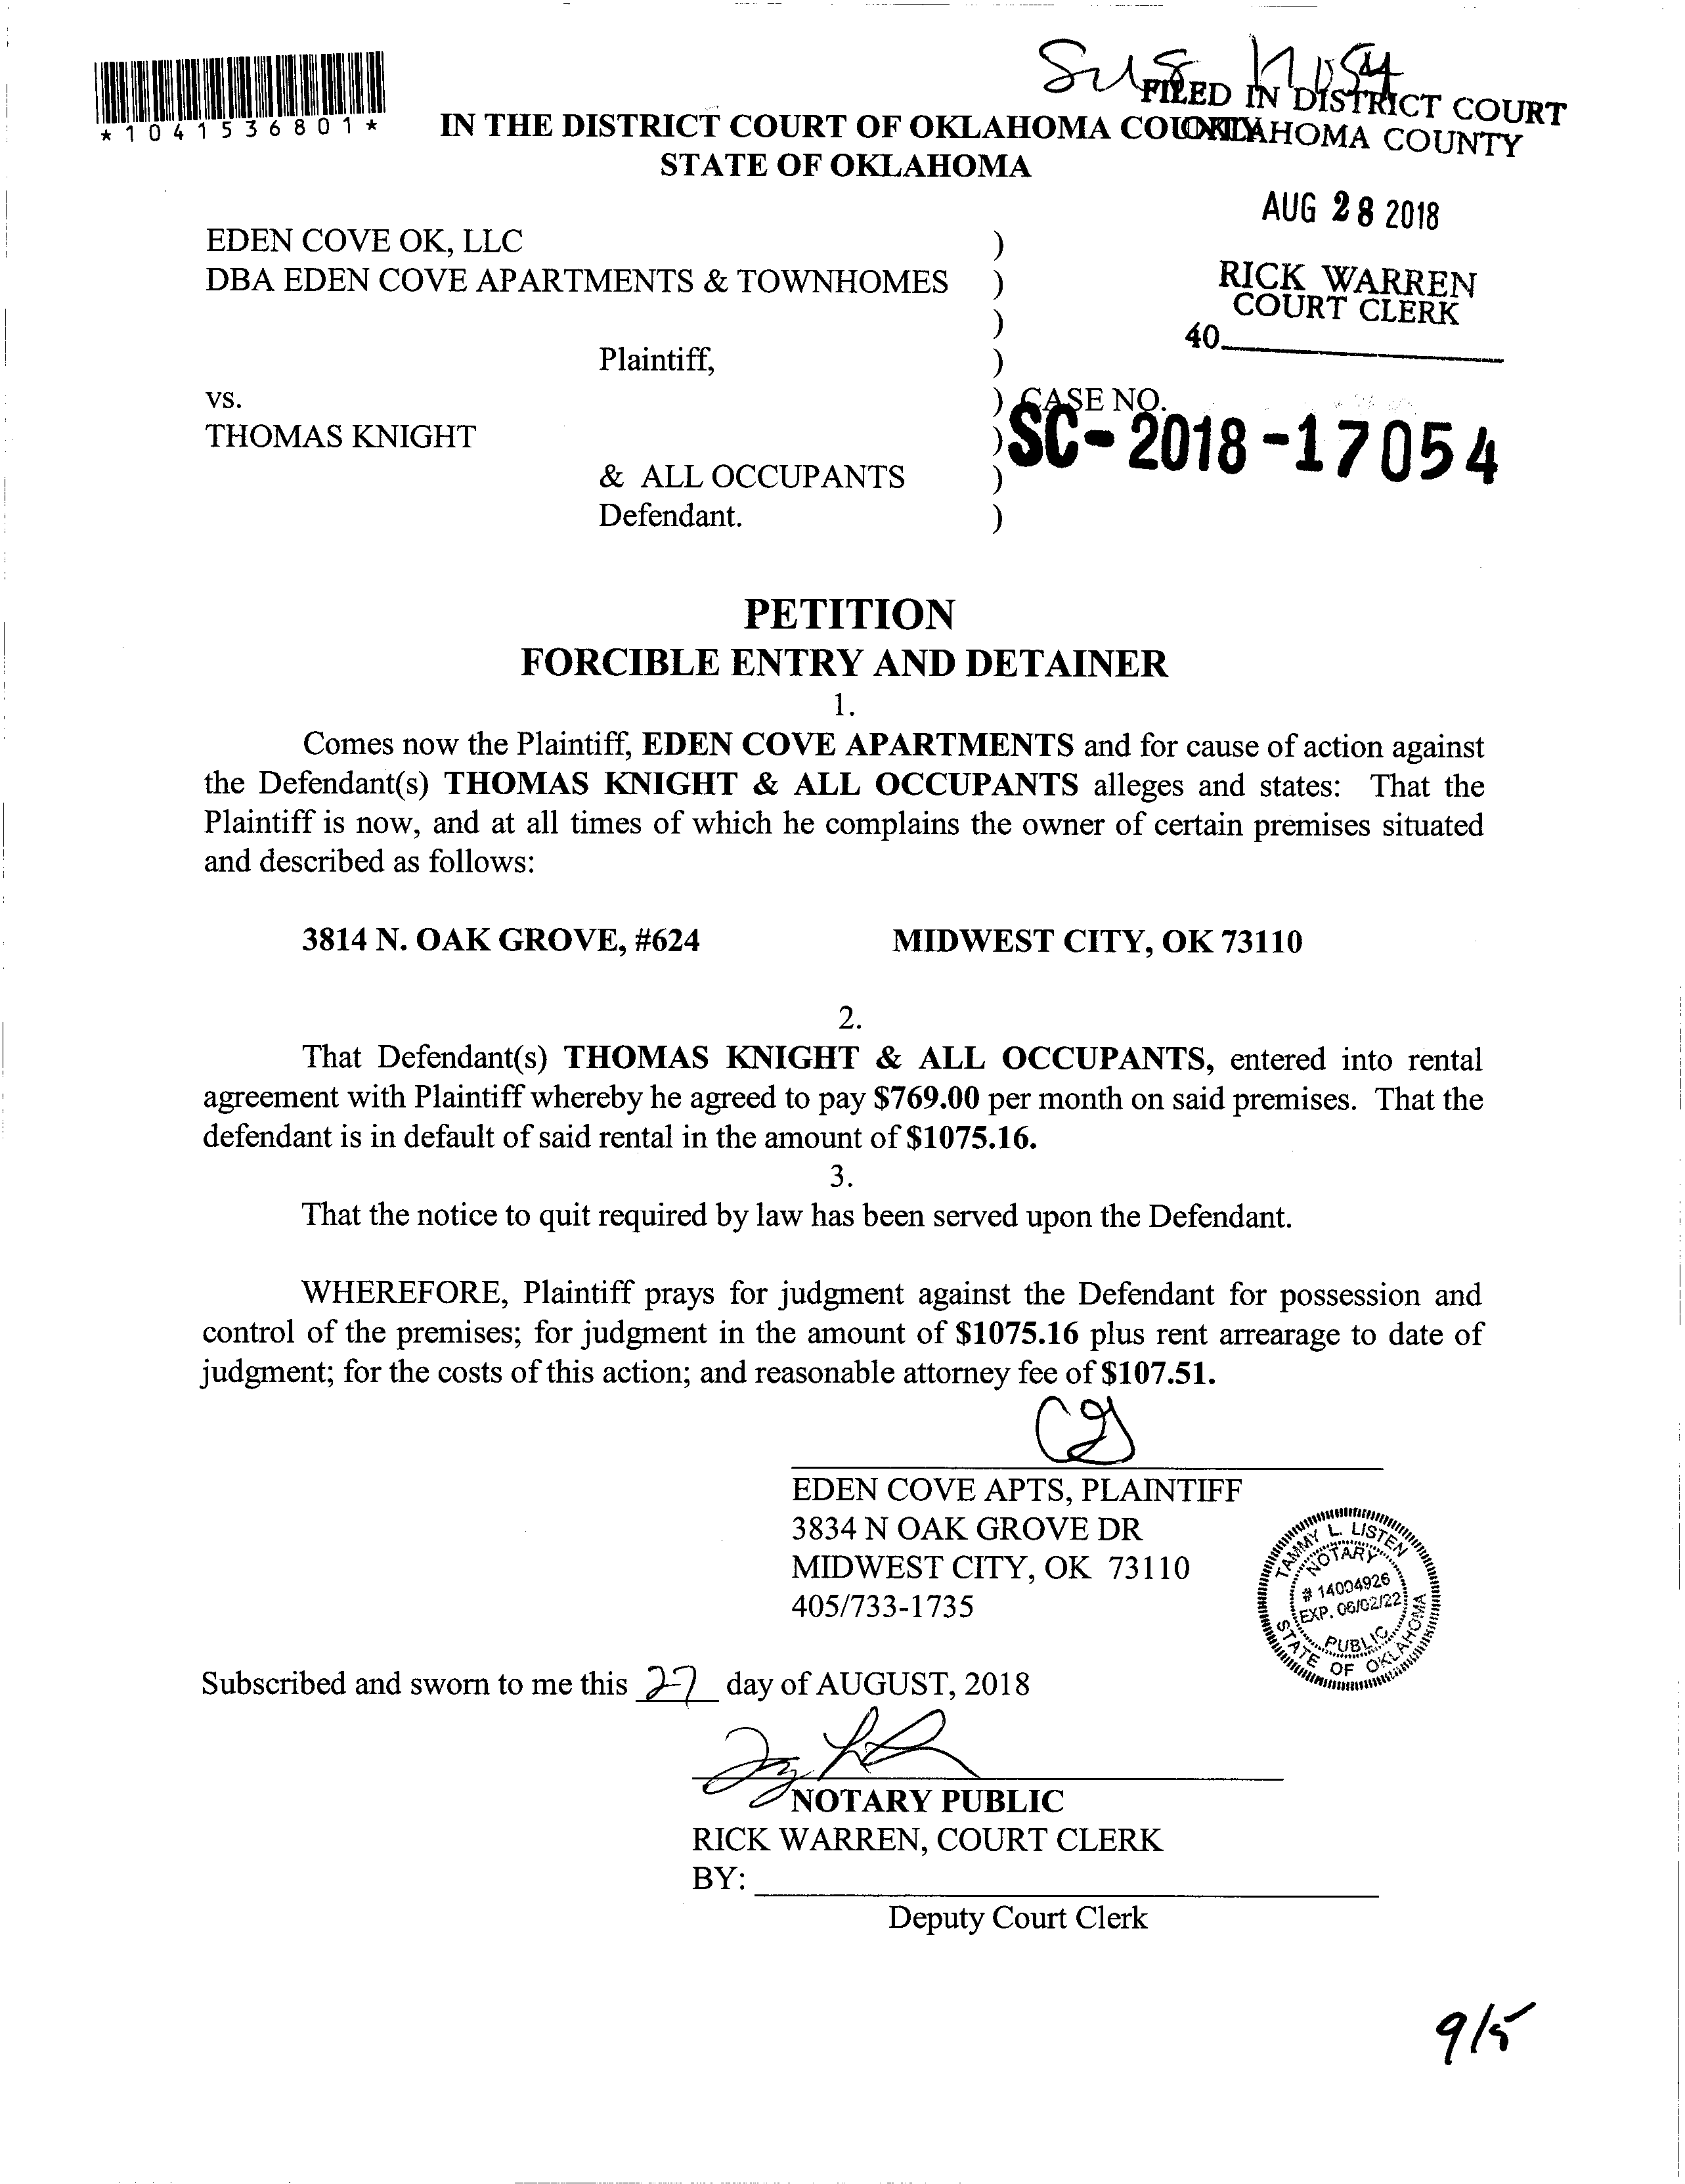 *1041536801*
FILED IN DISTRICT COURT
OKLAHOMA COUNTY
IN THE DISTRICT COURT OF OKLAHOMA COUNTY
STATE OF OKLAHOMA
AUG 28 2018
RICK WARREN
COURT CLERK
40
EDEN COVE OK, LLC )
DBA EDEN COVE APARTMENTS & TOWNHOMES )
)
Plaintiff, )
vs. ) CASE NO.
THOMAS KNIGHT ) SC-2018-17054
& ALL OCCUPANTS )
Defendant. )
PETITION
FORCIBLE ENTRY AND DETAINER
1.
Comes now the Plaintiff, EDEN COVE APARTMENTS and for cause of action against
the Defendant(s) THOMAS KNIGHT & ALL OCCUPANTS alleges and states: That the
Plaintiff is now, and at all times of which he complains the owner of certain premises situated
and described as follows:
3814 N. OAK GROVE, #624 MIDWEST CITY, OK 73110
2.
That Defendant(s) THOMAS KNIGHT & ALL OCCUPANTS, entered into rental
agreement with Plaintiff whereby he agreed to pay $769.00 per month on said premises. That the
defendant is in default of said rental in the amount of $1075.16.
3.
That the notice to quit required by law has been served upon the Defendant.
WHEREFORE, Plaintiff prays for judgment against the Defendant for possession and
control of the premises; for judgment in the amount of $1075.16 plus rent arrearage to date of
judgment; for the costs of this action; and reasonable attorney fee of $107.51.
EDEN COVE APTS, PLAINTIFF
3834 N OAK GROVE DR
MIDWEST CITY, OK 73110
405/733-1735
TAMMY L. LISTEN
NOTARY
# 14004926
EXP. 06/02/22
PUBLIC
STATE OF OKLAHOMA
Subscribed and sworn to me this 27 day of AUGUST, 2018
NOTARY PUBLIC
RICK WARREN, COURT CLERK
BY:
Deputy Court Clerk
9/5